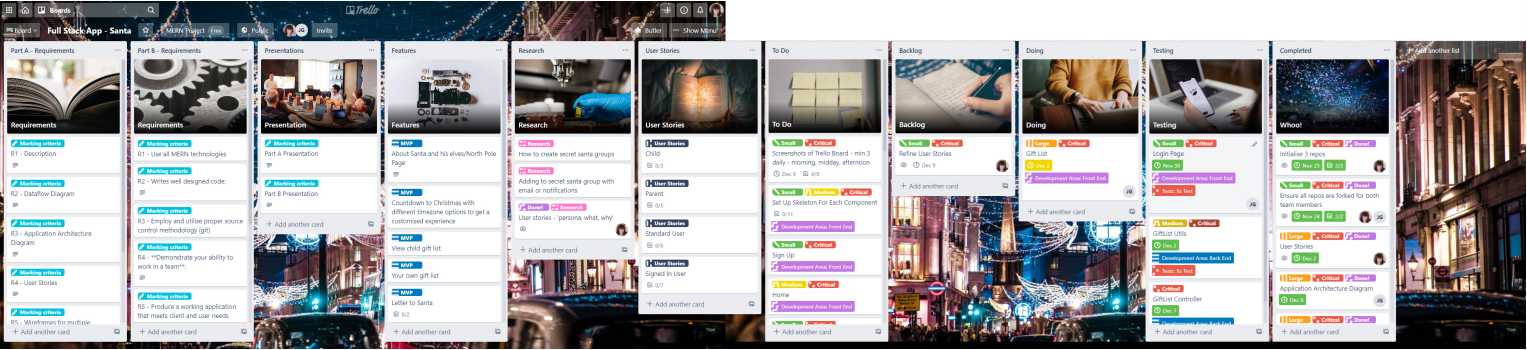 Boards
Trello
Board
Full Stack App - Santa
MERN Project
Free
Public
JG
Invite
Butler
Show Menu
Part A - Requirements
Requirements
Marking criteria
R1 - Description
Marking criteria
R2 - Dataflow Diagram
Marking criteria
R3 - Application Architecture
Diagram
Marking criteria
R4 - User Stories
Marking criteria
R5 - Wireframes for multiple
+ Add another card
Part B - Requirements
Requirements
Marking criteria
R1 - Use all MERN technologies
Marking criteria
R2 - Writes well designed code:
Marking criteria
R3 - Employ and utilise proper source
control methodology (git)
Marking criteria
R4 - **Demonstrate your ability to
work in a team**:
Marking criteria
R5 - Produce a working application
that meets client and user needs
+ Add another card
Presentations
Presentation
Marking criteria
Part A Presentation
Marking criteria
Part B Presentation
+ Add another card
Features
Features
MVP
About Santa and his elves/North Pole
Page
MVP
Countdown to Christmas with
different timezone options to get a
customised experience
MVP
View child gift list
MVP
Your own gift list
MVP
Letter to Santa
0/2
+ Add another card
Research
Research
Research
How to create secret santa groups
Research
Adding to secret santa group with
email or notifications
Done! Research
User stories - 'persona, what, why'
+ Add another card
User Stories
User Stories
User Stories
Child
0/3
User Stories
Parent
0/5
User Stories
Standard User
0/6
User Stories
Signed In User
0/7
+ Add another card
To Do
To Do
Small Critical
Screenshots of Trello Board - min 3
daily - morning, midday, afternoon
Dec 9 4/9
Small Medium Critical
Set Up Skeleton For Each Component
0/11
Development Area: Front End
Small Critical
Sign Up
Development Area: Front End
Medium Critical
Home
Development Area: Front End
+ Add another card
Backlog
Backlog
Small Critical
Refine User Stories
Dec 9
+ Add another card
Doing
Doing
Large Critical
Gift List
Dec 2
Development Area: Front End
JG
+ Add another card
Testing
Testing
Small Critical
Login Page
Nov 30
Development Area: Front End
Tests: To Test
JG
Medium Critical
GiftList Utils
Dec 2
Development Area: Back End
Tests: To Test
Critical
GiftList Controller
Dec 7
Development Area: Back End
+ Add another card
Completed
Whoo!
Small Critical Done!
Initialise 3 repos
Nov 25 3/3
Small Critical Done!
Ensure all repos are forked for both
team members
Nov 24 2/2
JG
Large Critical Done!
User Stories
Dec 2
Large Critical Done!
Application Architecture Diagram
Dec 8
JG
Large Critical Done!
+ Add another card
+ Add another list